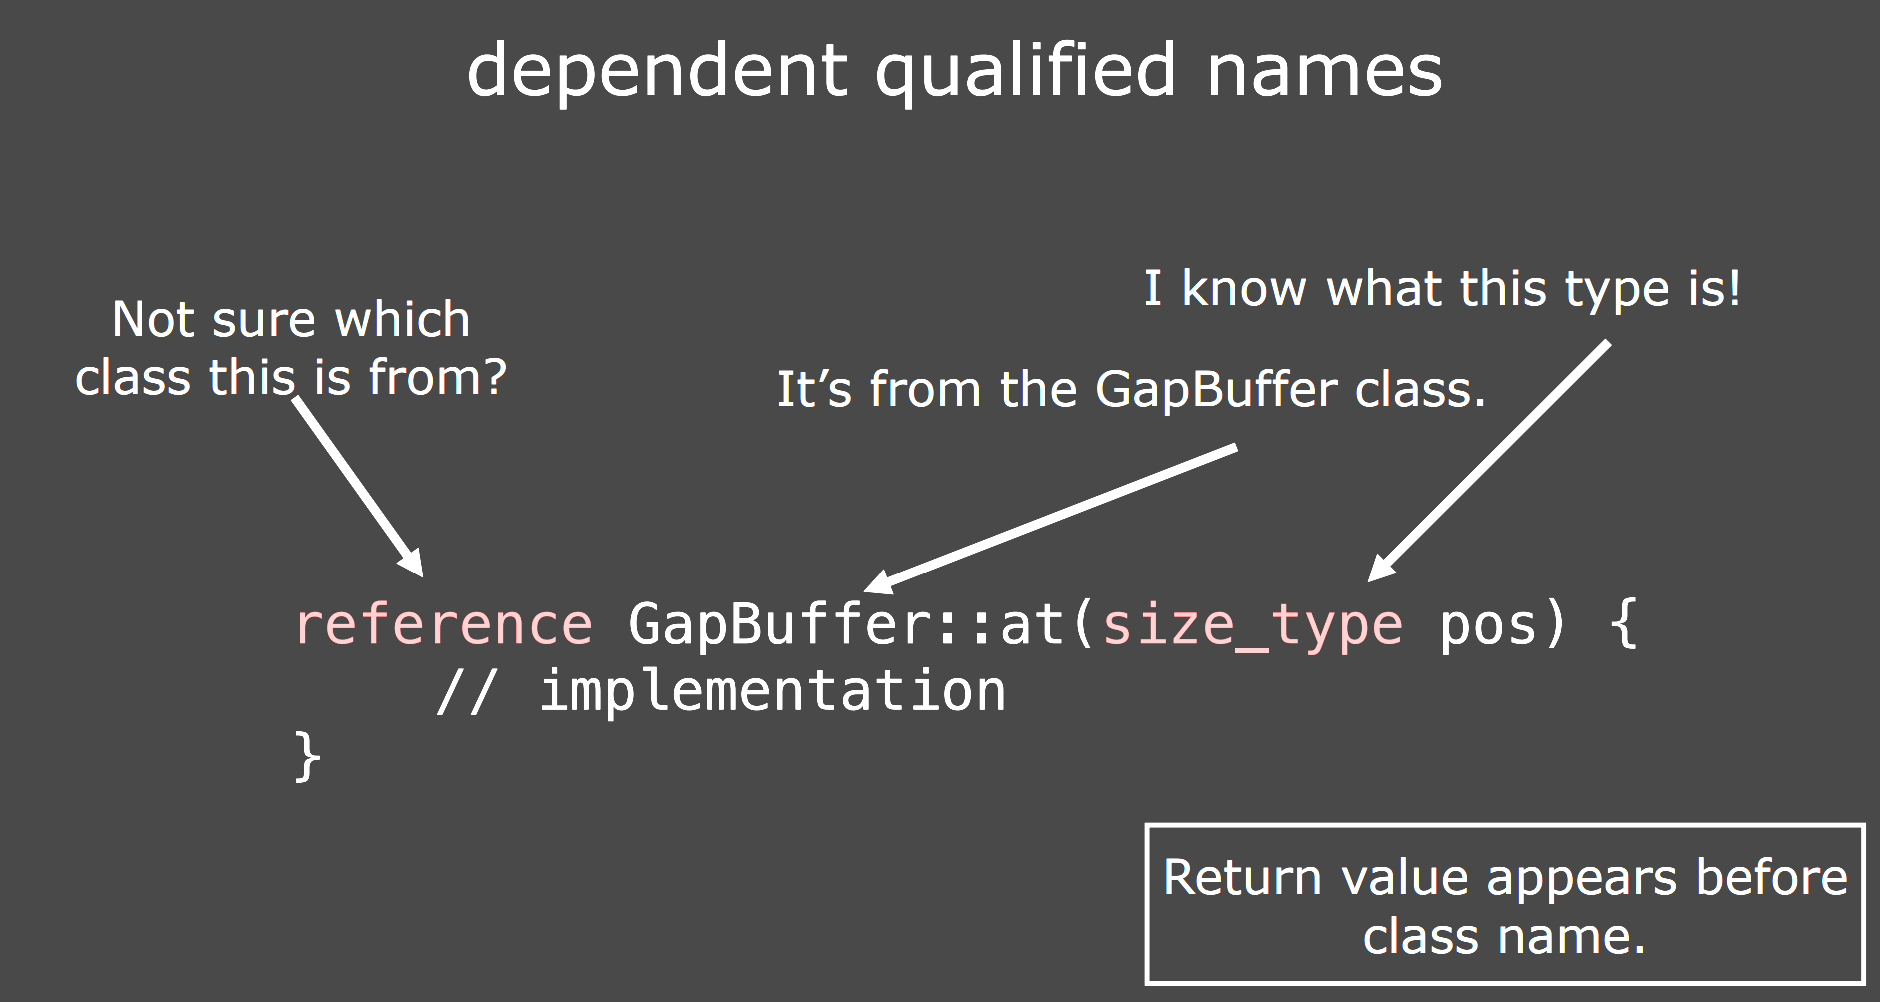 dependent qualified names
Not sure which
class this is from?
I know what this type is!
It’s from the GapBuffer class.
reference GapBuffer::at(size_type pos) {
// implementation
}
Return value appears before
class name.